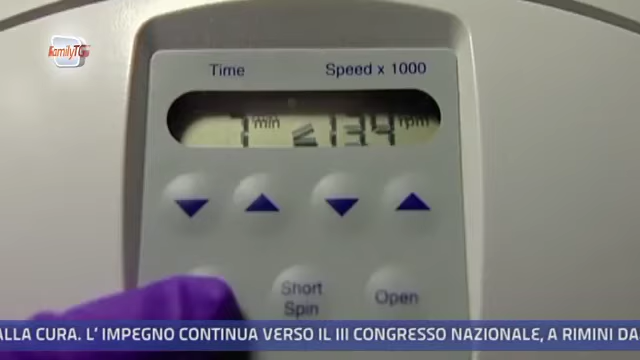 familyTG
Time Speed x 1000
7 min ≤134 rpm
Short
Spin
Open
ALLA CURA. L' IMPEGNO CONTINUA VERSO IL III CONGRESSO NAZIONALE, A RIMINI DA